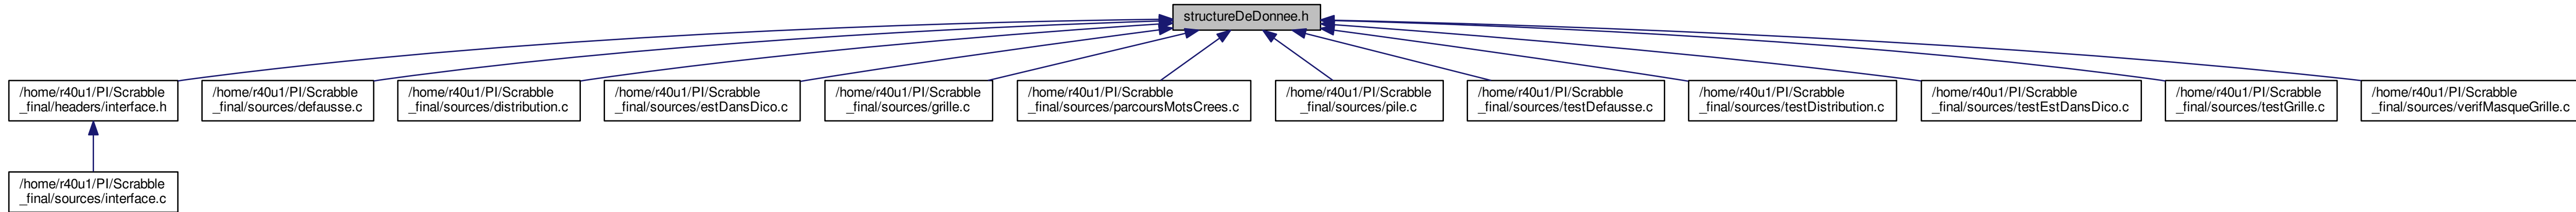 structureDeDonnee.h
/home/r40u1/PI/Scrabble
_final/headers/interface.h
/home/r40u1/PI/Scrabble
_final/sources/defausse.c
/home/r40u1/PI/Scrabble
_final/sources/distribution.c
/home/r40u1/PI/Scrabble
_final/sources/estDansDico.c
/home/r40u1/PI/Scrabble
_final/sources/grille.c
/home/r40u1/PI/Scrabble
_final/sources/parcoursMotsCrees.c
/home/r40u1/PI/Scrabble
_final/sources/pile.c
/home/r40u1/PI/Scrabble
_final/sources/testDefausse.c
/home/r40u1/PI/Scrabble
_final/sources/testDistribution.c
/home/r40u1/PI/Scrabble
_final/sources/testEstDansDico.c
/home/r40u1/PI/Scrabble
_final/sources/testGrille.c
/home/r40u1/PI/Scrabble
_final/sources/verifMasqueGrille.c
/home/r40u1/PI/Scrabble
_final/sources/interface.c